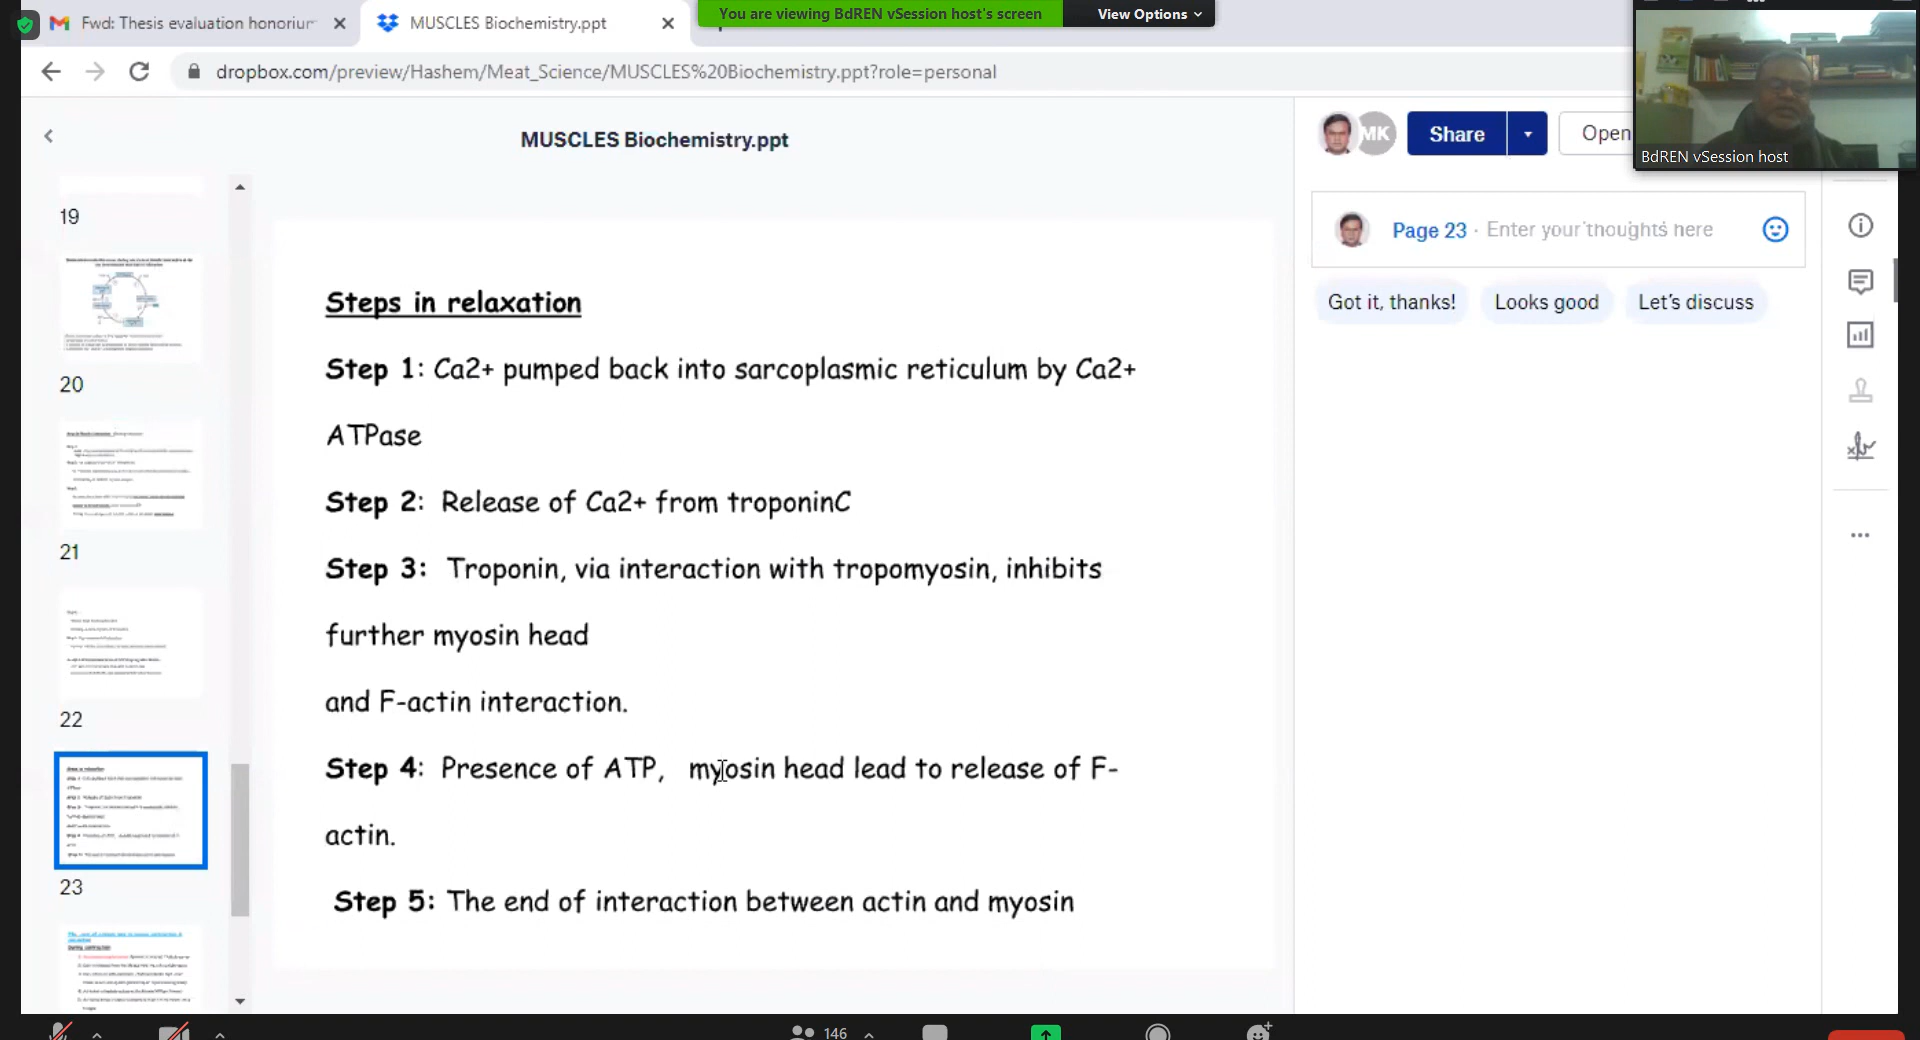 Fwd: Thesis evaluation honoriun
MUSCLES Biochemistry.ppt
You are viewing BdREN vSession host's screen
View Options
dropbox.com/preview/Hashem/Meat_Science/MUSCLES%20Biochemistry.ppt?role=personal
BdREN vSession host
MUSCLES Biochemistry.ppt
MK
Share
Open
Page 23 · Enter your thoughts here
Got it, thanks!
Looks good
Let's discuss
19
20
21
22
23
Steps in relaxation
Step 1: Ca2+ pumped back into sarcoplasmic reticulum by Ca2+
ATPase
Step 2: Release of Ca2+ from troponinC
Step 3: Troponin, via interaction with tropomyosin, inhibits
further myosin head
and F-actin interaction.
Step 4: Presence of ATP, myosin head lead to release of F-
actin.
Step 5: The end of interaction between actin and myosin
146